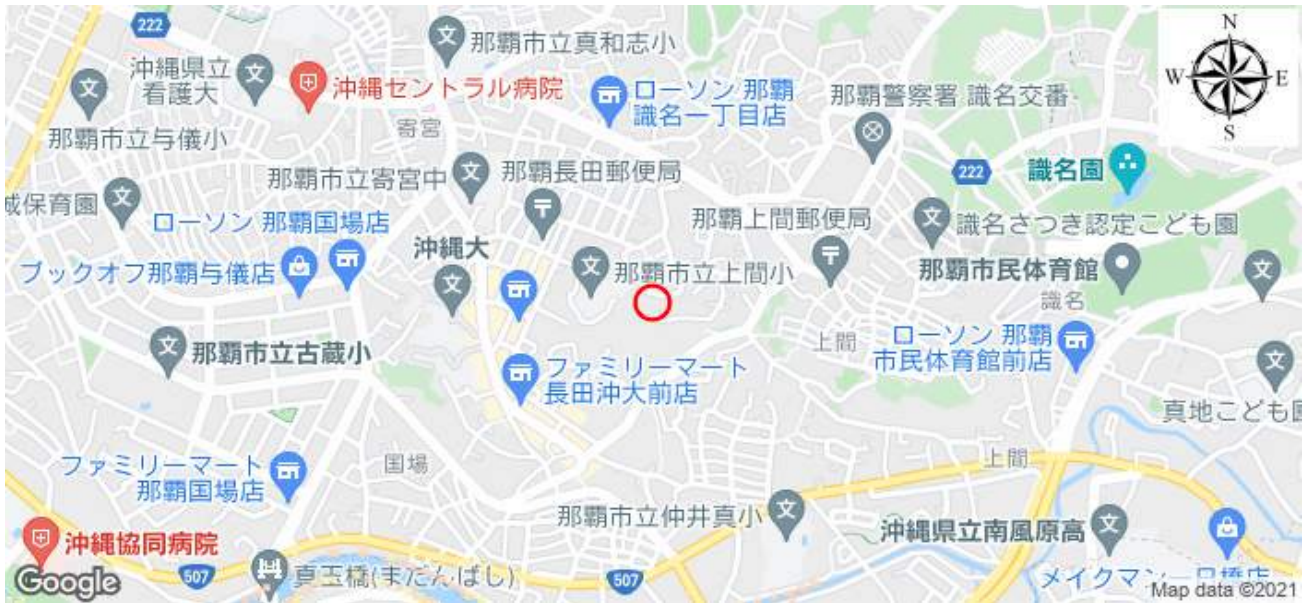 222
那覇市立真和志小
N
W
E
S
沖縄県立
看護大
沖縄セントラル病院
ローソン 那覇
識名一丁目店
那覇警察署 識名交番
那覇市立与儀小
寄宮
那覇市立寄宮中
那覇長田郵便局
222
識名園
城保育園
ローソン 那覇国場店
那覇上間郵便局
識名さつき認定こども園
沖縄大
ブックオフ那覇与儀店
那覇市立上間小
那覇市民体育館
識名
那覇市立古蔵小
上間
ローソン 那覇
市民体育館前店
ファミリーマート
長田沖大前店
真地こども園
ファミリーマート
那覇国場店
国場
上間
那覇市立仲井真小
沖縄県立南風原高
沖縄協同病院
507
真玉橋(まだんばし)
507
メイクマン一日橋店
Google
Map data ©2021